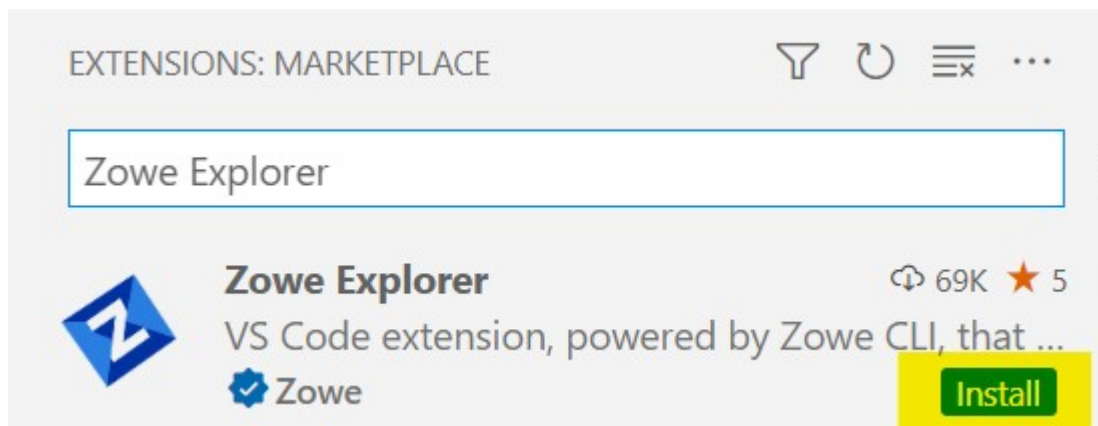 EXTENSIONS: MARKETPLACE
Zowe Explorer
Zowe Explorer 69K ★ 5
VS Code extension, powered by Zowe CLI, that ...
Zowe Install